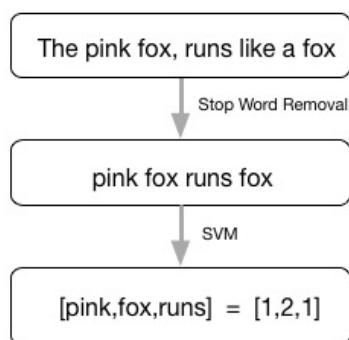 The pink fox, runs like a fox
Stop Word Removal
pink fox runs fox
SVM
[pink,fox,runs] = [1,2,1]